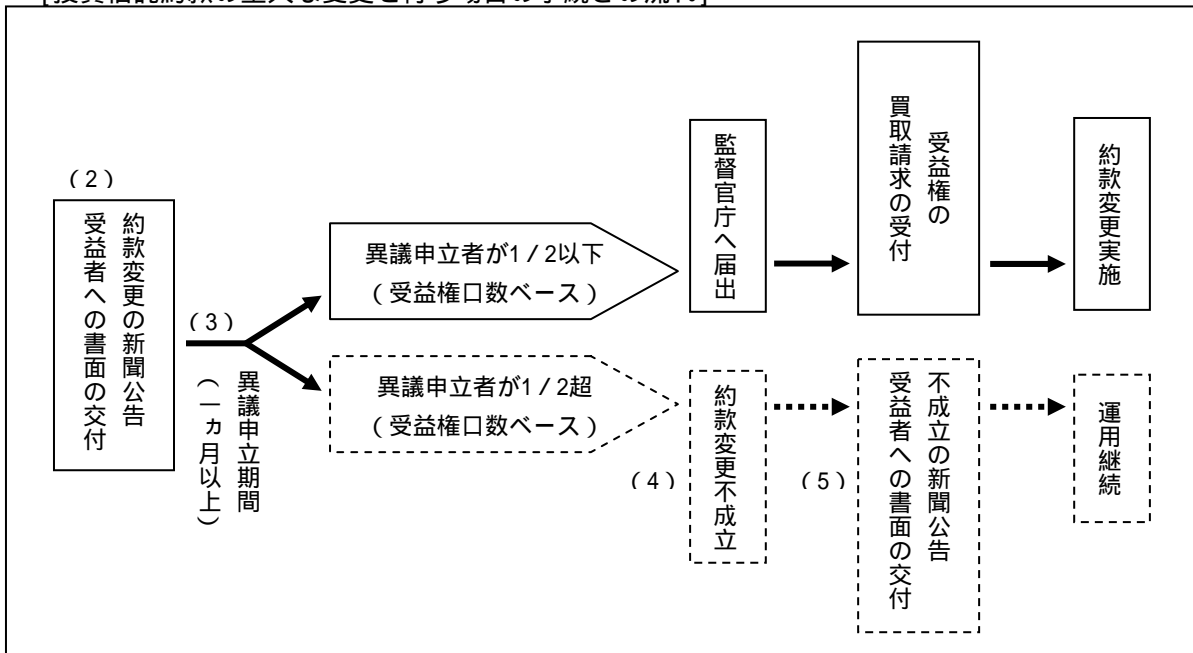 [投資信託約款の重大な変更を行う場合の手続きの流れ]
(2)
約款変更の新聞公告
受益者への書面の交付
(3)
異議申立期間
(一ヵ月以上)
異議申立者が1/2以下
(受益権口数ベース)
監督官庁へ届出
受益権の
買取請求の受付
約款変更実施
異議申立者が1/2超
(受益権口数ベース)
(4)
約款変更不成立
(5)
不成立の新聞公告
受益者への書面の交付
運用継続